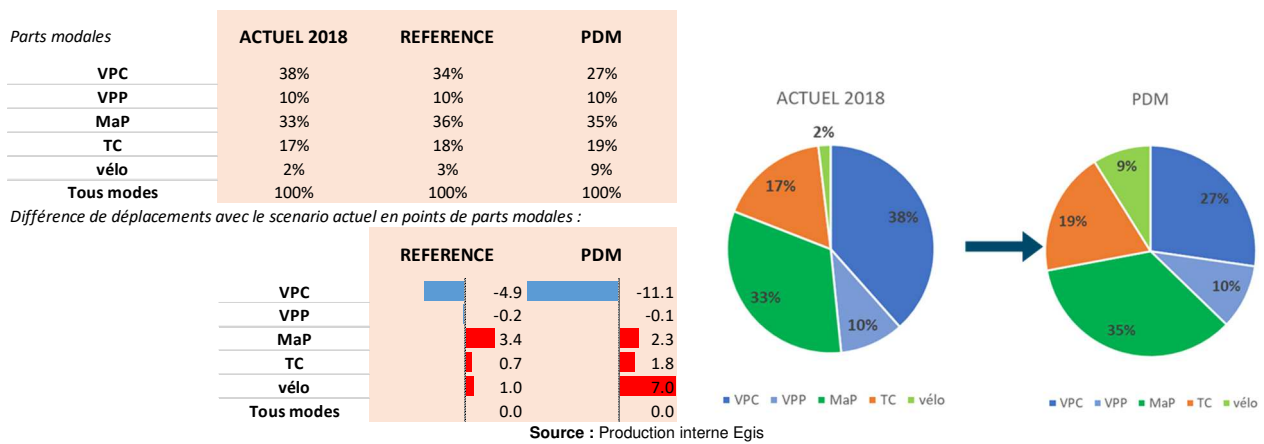 Parts modales ACTUEL 2018 REFERENCE PDM
VPC 38% 34% 27%
VPP 10% 10% 10%
MaP 33% 36% 35%
TC 17% 18% 19%
vélo 2% 3% 9%
Tous modes 100% 100% 100%
Différence de déplacements avec le scenario actuel en points de parts modales :
REFERENCE PDM
VPC -4.9 -11.1
VPP -0.2 -0.1
MaP 3.4 2.3
TC 0.7 1.8
vélo 1.0 7.0
Tous modes 0.0 0.0
ACTUEL 2018
2%
17%
38%
33%
10%
VPC VPP MaP TC vélo
PDM
9%
27%
19%
10%
35%
VPC VPP MaP TC vélo
Source : Production interne Egis